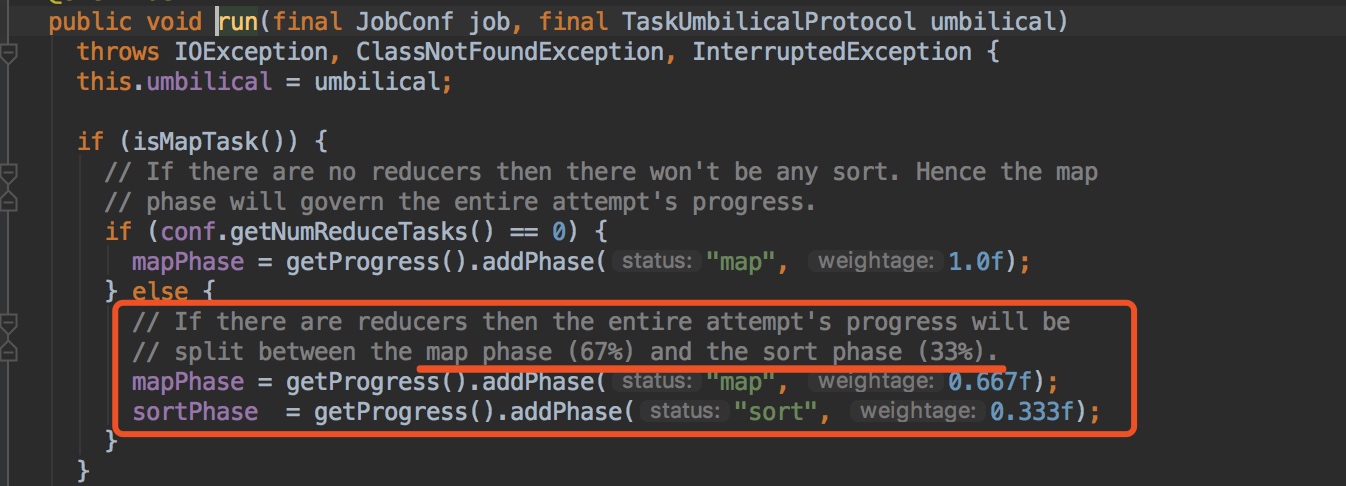 public void run(final JobConf job, final TaskUmbilicalProtocol umbilical)
throws IOException, ClassNotFoundException, InterruptedException {
this.umbilical = umbilical;
if (isMapTask()) {
// If there are no reducers then there won't be any sort. Hence the map
// phase will govern the entire attempt's progress.
if (conf.getNumReduceTasks() == 0) {
mapPhase = getProgress().addPhase( status: "map", weightage: 1.0f);
} else {
// If there are reducers then the entire attempt's progress will be
// split between the map phase (67%) and the sort phase (33%).
mapPhase = getProgress().addPhase( status: "map", weightage: 0.667f);
sortPhase  = getProgress().addPhase( status: "sort", weightage: 0.333f);
}
}